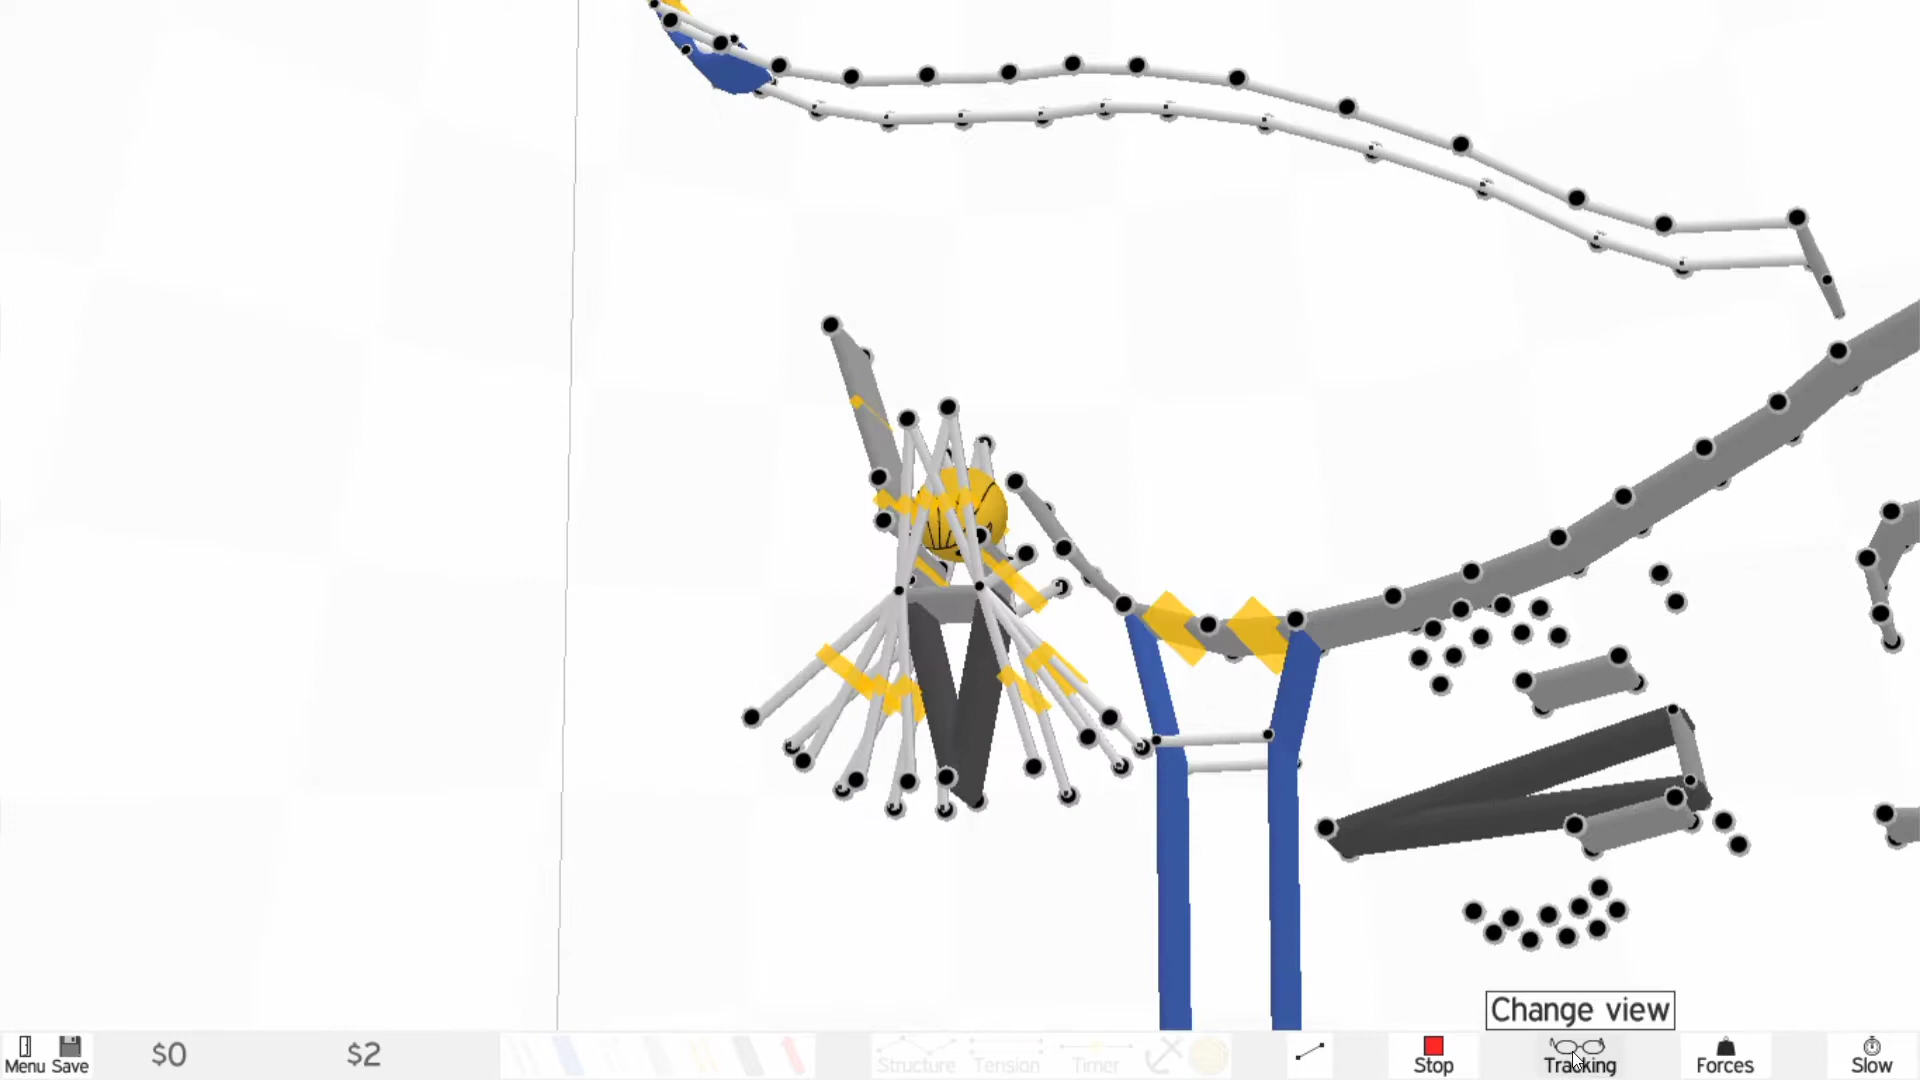 Change view
Menu Save
$0
$2
Structure
Tension
Timer
Stop
Tracking
Forces
Slow